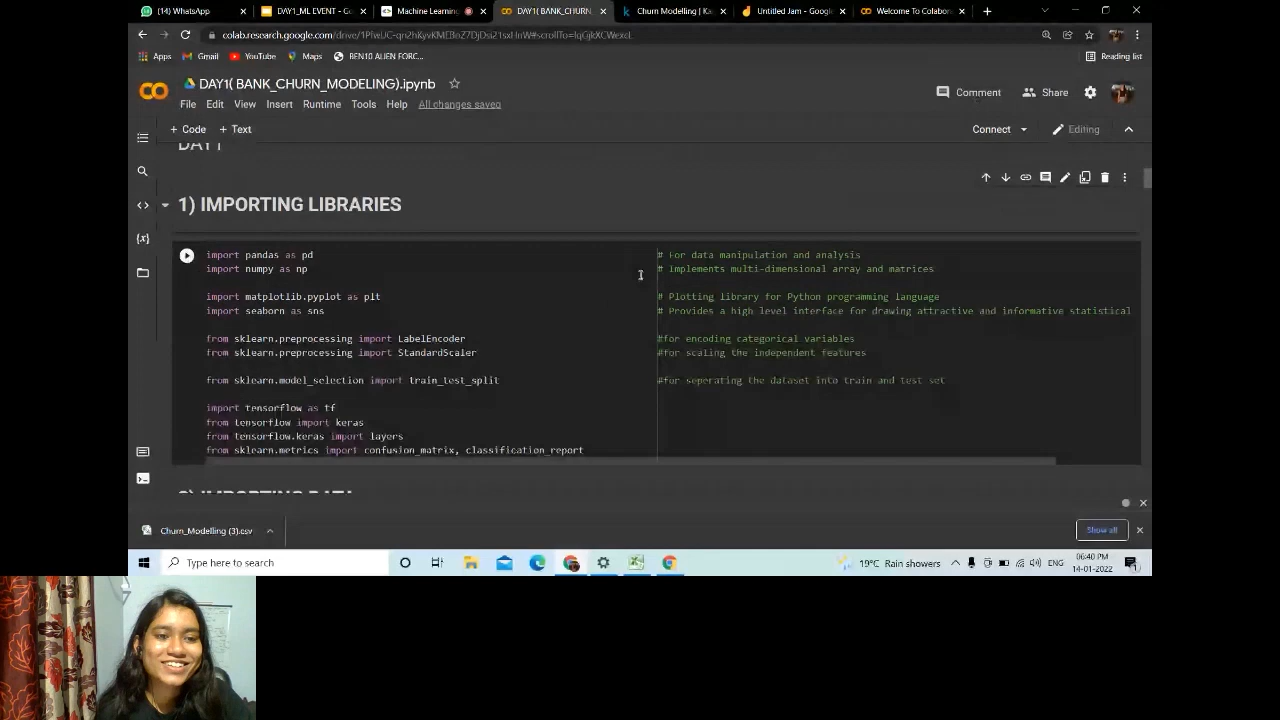 (14) WhatsApp
DAY1_ML EVENT - G
Machine Learning
DAY1( BANK_CHURN
Churn Modelling | Ka
Untitled Jam - Google
Welcome To Colabor
colab.research.google.com/drive/
Apps
Gmail
YouTube
Maps
BEN10 ALIEN FORC...
Reading list
DAY1( BANK_CHURN_MODELING).ipynb
Comment
Share
File Edit View Insert Runtime Tools Help All changes saved
+ Code + Text
Connect
Editing
DAY1
1) IMPORTING LIBRARIES
import pandas as pd # For data manipulation and analysis
import numpy as np # Implements multi-dimensional array and matrices
import matplotlib.pyplot as plt # Plotting library for Python programming language
import seaborn as sns # Provides a high level interface for drawing attractive and informative statistical
from sklearn.preprocessing import LabelEncoder #for encoding categorical variables
from sklearn.preprocessing import StandardScaler #for scaling the independent features
from sklearn.model_selection import train_test_split #for seperating the dataset into train and test set
import tensorflow as tf
from tensorflow import keras
from tensorflow.keras import layers
from sklearn.metrics import confusion_matrix, classification_report
2) IMPORTING DATA
Churn_Modelling (3).csv
Show all
Type here to search
19°C Rain showers
ENG
06:40 PM
14-01-2022